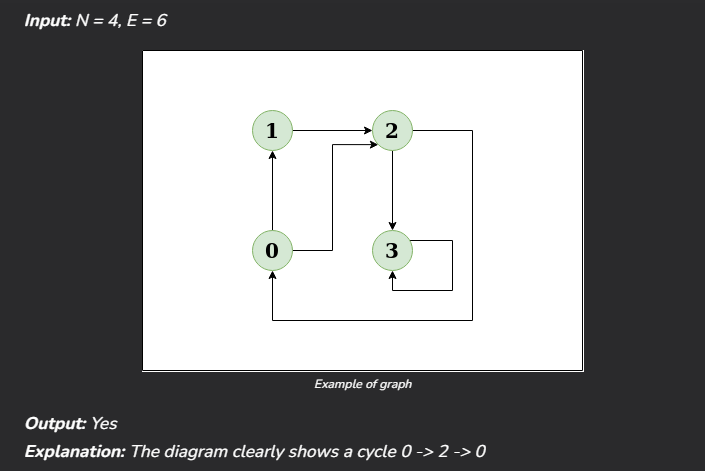 Input: N = 4, E = 6
1 2
0 3
Example of graph
Output: Yes
Explanation: The diagram clearly shows a cycle 0 -> 2 -> 0